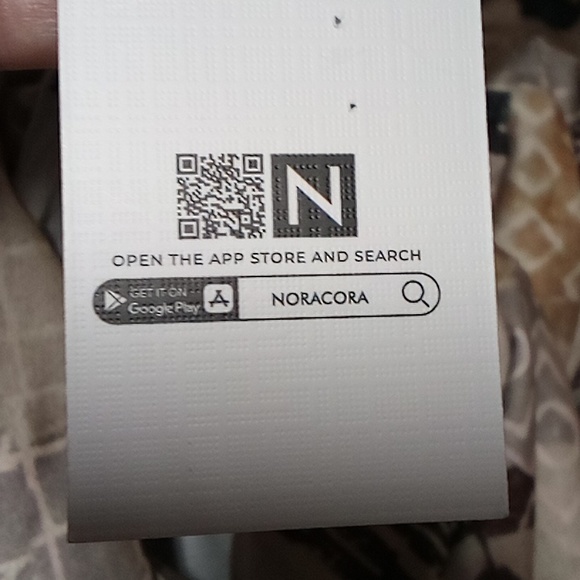 N
OPEN THE APP STORE AND SEARCH
GET IT ON
Google Play
NORACORA